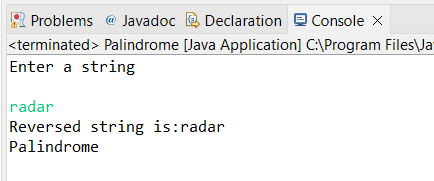 Problems @ Javadoc Declaration Console
<terminated> Palindrome [Java Application] C:\Program Files\Ja
Enter a string
radar
Reversed string is:radar
Palindrome